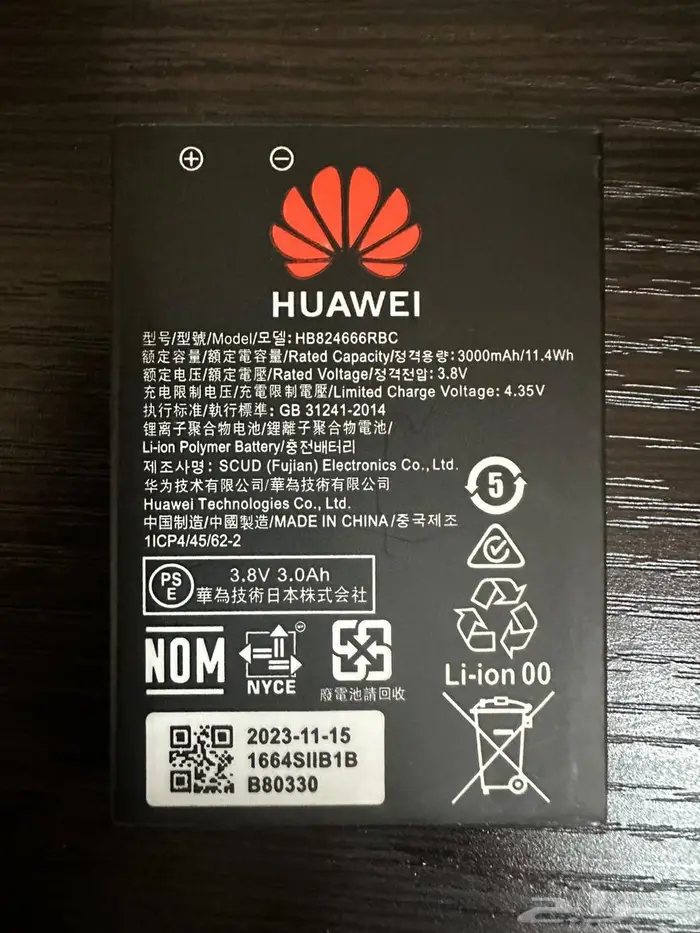 + −
HUAWEI
型号/型號/Model/모델: HB824666RBC
额定容量/額定電容量/Rated Capacity/정격용량: 3000mAh/11.4Wh
额定电压/額定電壓/Rated Voltage/정격전압: 3.8V
充电限制电压/充電限制電壓/Limited Charge Voltage: 4.35V
执行标准/執行標準: GB 31241-2014
锂离子聚合物电池/鋰離子聚合物電池/
Li-ion Polymer Battery/충전배터리
제조사명: SCUD (Fujian) Electronics Co., Ltd.
华为技术有限公司/華為技術有限公司
Huawei Technologies Co., Ltd.
中国制造/中國製造/MADE IN CHINA/중국제조
1ICP4/45/62-2
5
PS
E
3.8V 3.0Ah
華為技術日本株式会社
NOM
NYCE
廢電池請回收
Li-ion 00
2023-11-15
1664SIIB1B
B80330